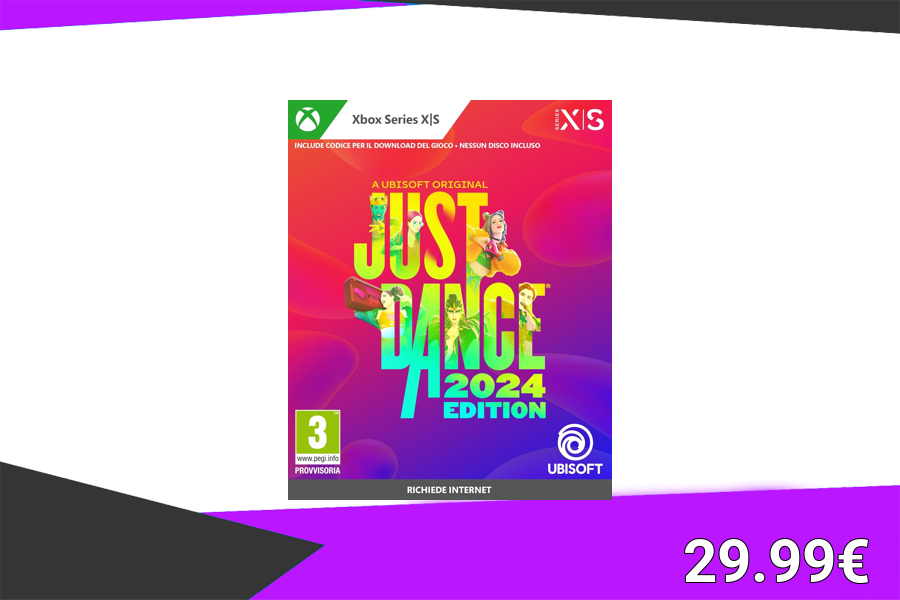 Xbox Series X|S
SERIES X|S
INCLUDE CODICE PER IL DOWNLOAD DEL GIOCO • NESSUN DISCO INCLUSO
A UBISOFT ORIGINAL
JUST
DANCE®
2024
EDITION
3
www.pegi.info
PROVVISORIA
UBISOFT
RICHIEDE INTERNET
29.99€